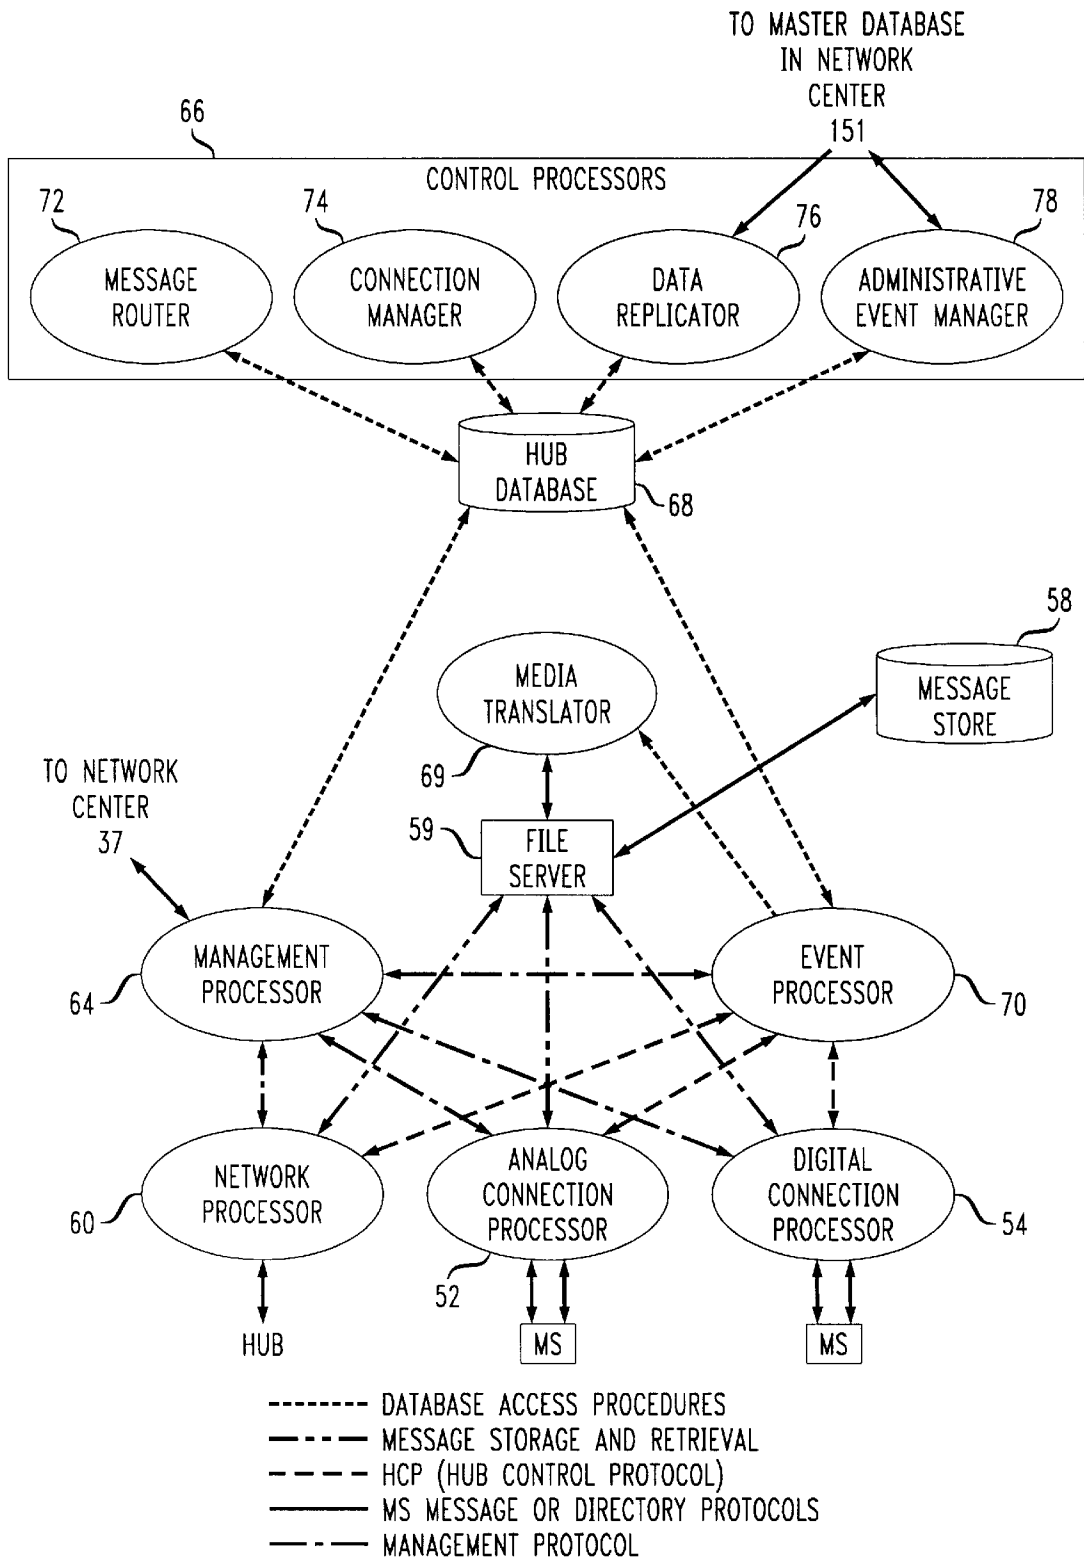 TO MASTER DATABASE
IN NETWORK
CENTER
151
66
CONTROL PROCESSORS
72
74
76
78
MESSAGE
ROUTER
CONNECTION
MANAGER
DATA
REPLICATOR
ADMINISTRATIVE
EVENT MANAGER
HUB
DATABASE
68
58
MESSAGE
STORE
MEDIA
TRANSLATOR
69
TO NETWORK
CENTER
37
59
FILE
SERVER
MANAGEMENT
PROCESSOR
64
EVENT
PROCESSOR
70
NETWORK
PROCESSOR
60
ANALOG
CONNECTION
PROCESSOR
52
DIGITAL
CONNECTION
PROCESSOR
54
HUB
MS
MS
DATABASE ACCESS PROCEDURES
MESSAGE STORAGE AND RETRIEVAL
HCP (HUB CONTROL PROTOCOL)
MS MESSAGE OR DIRECTORY PROTOCOLS
MANAGEMENT PROTOCOL